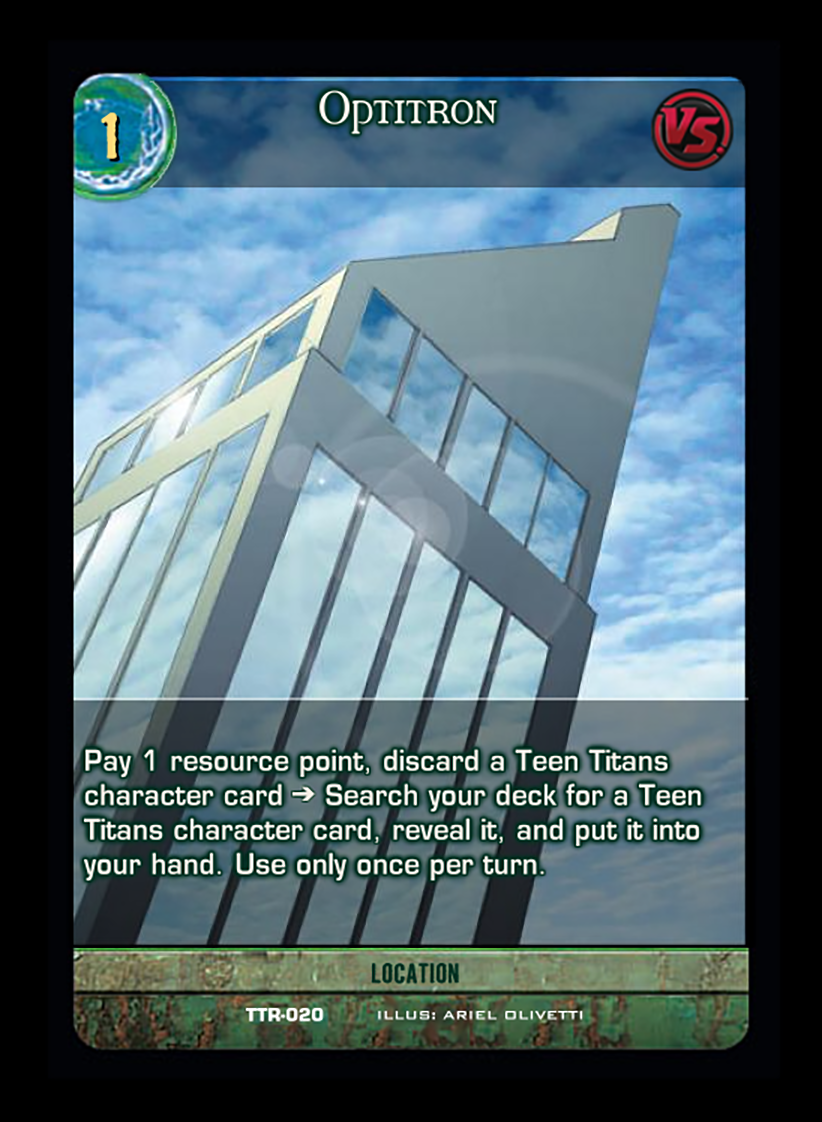 1
OPTITRON
VS.
Pay 1 resource point, discard a Teen Titans
character card → Search your deck for a Teen
Titans character card, reveal it, and put it into
your hand. Use only once per turn.
LOCATION
TTR-020 ILLUS: ARIEL OLIVETTI